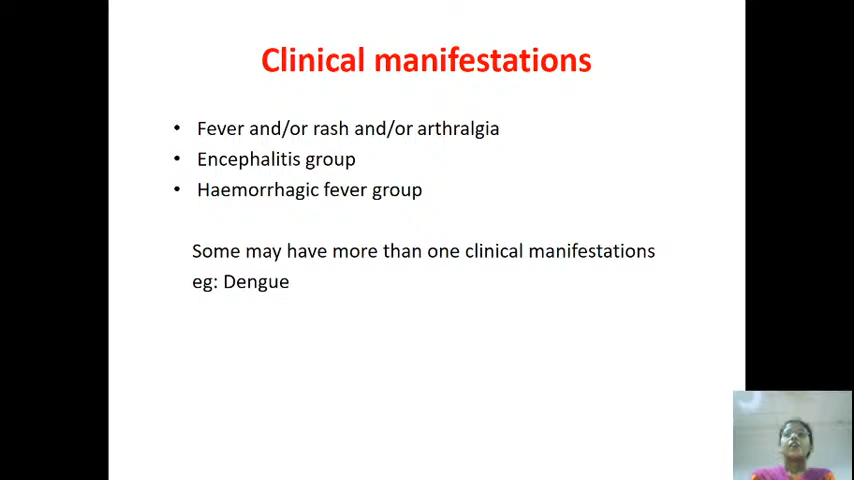 Clinical manifestations
• Fever and/or rash and/or arthralgia
• Encephalitis group
• Haemorrhagic fever group
Some may have more than one clinical manifestations
eg: Dengue